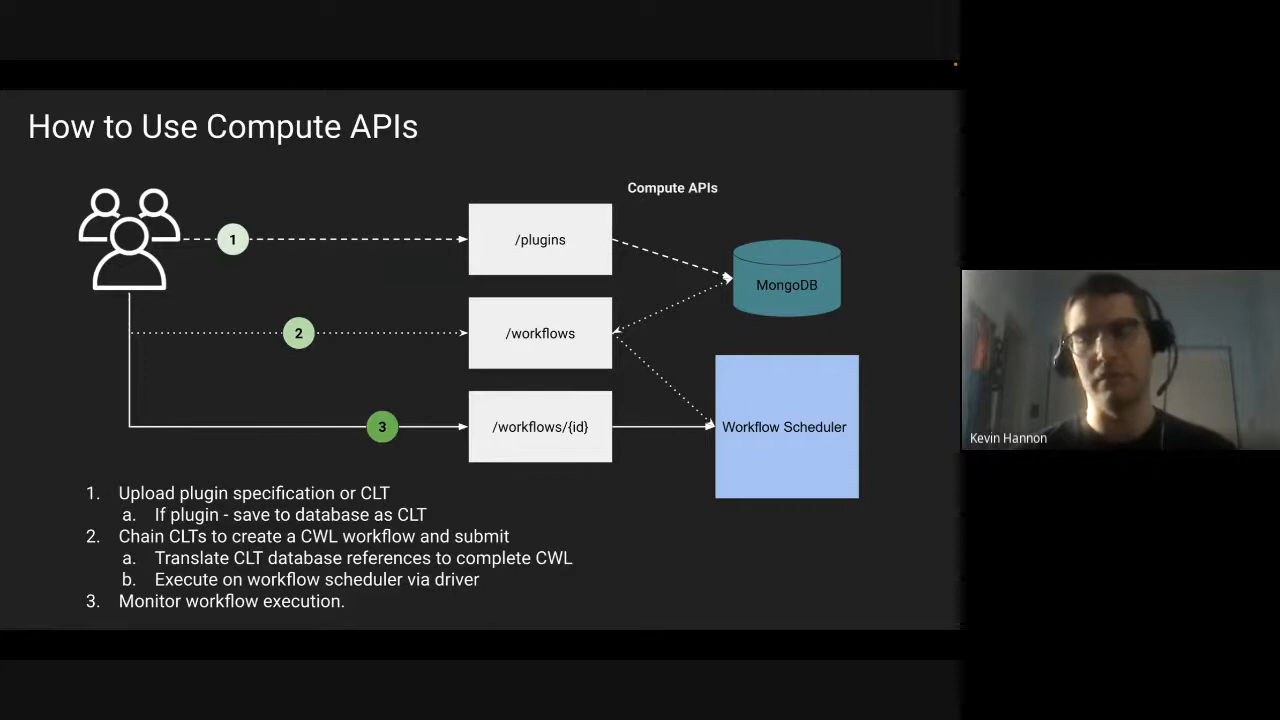 How to Use Compute APIs
Compute APIs
1
/plugins
MongoDB
2
/workflows
3
/workflows/{id}
Workflow Scheduler
Kevin Hannon
1. Upload plugin specification or CLT
a. If plugin - save to database as CLT
2. Chain CLTs to create a CWL workflow and submit
a. Translate CLT database references to complete CWL
b. Execute on workflow scheduler via driver
3. Monitor workflow execution.